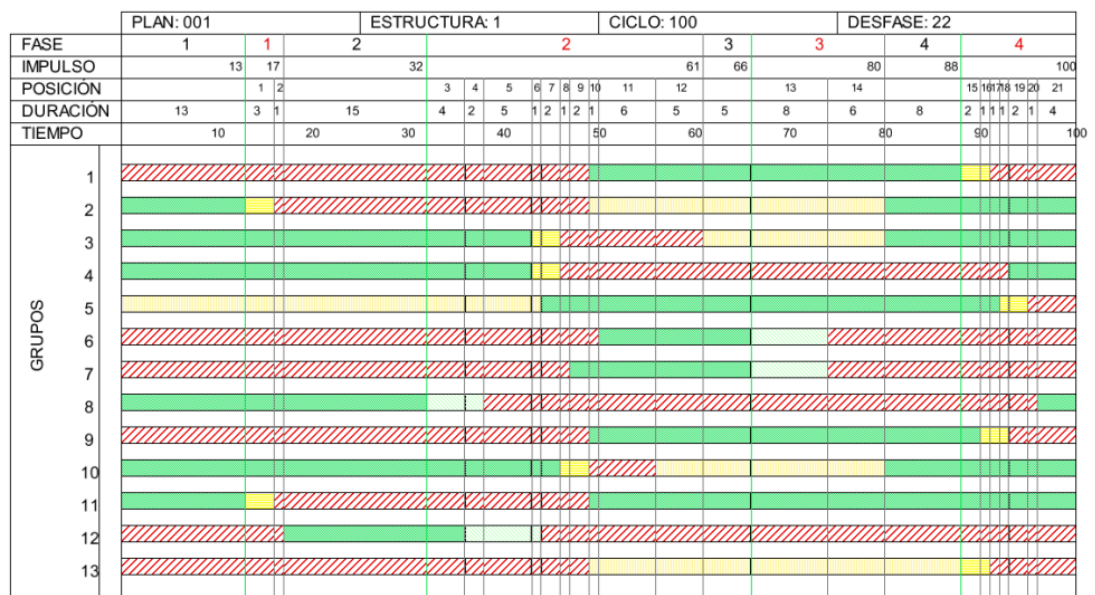 PLAN: 001 ESTRUCTURA: 1 CICLO: 100 DESFASE: 22
FASE 1 1 2 2 3 3 4 4
IMPULSO 13 17 32 61 66 80 88 100
POSICIÓN 1 2 3 4 5 6 7 8 9 10 11 12 13 14 15 16 17 18 19 20 21
DURACIÓN 13 3 1 15 4 2 5 1 2 1 2 1 6 5 5 8 6 8 2 1 1 1 2 1 4
TIEMPO 10 20 30 40 50 60 70 80 90 100
GRUPOS
1
2
3
4
5
6
7
8
9
10
11
12
13